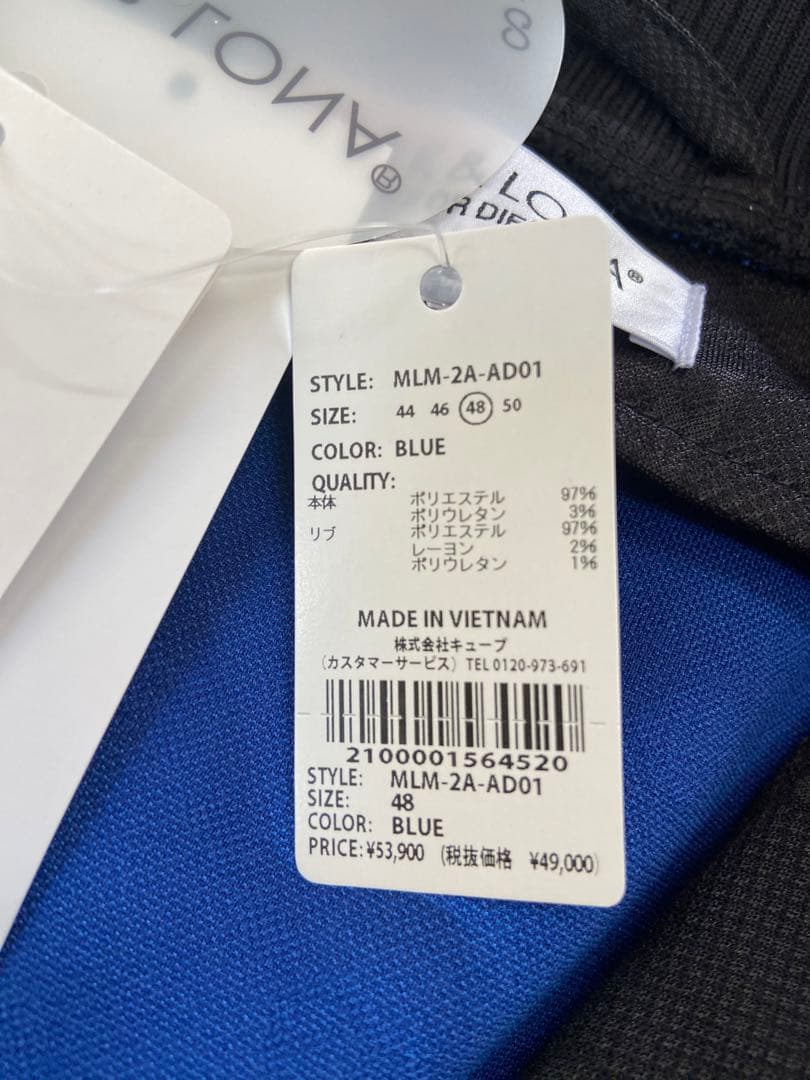 LONA®
S
& LO
OR DIE
A®
STYLE: MLM-2A-AD01
SIZE: 44 46 48 50
COLOR: BLUE
QUALITY:
本体 ポリエステル 97%
ポリウレタン 3%
リブ ポリエステル 97%
レーヨン 2%
ポリウレタン 1%
MADE IN VIETNAM
株式会社キューブ
(カスタマーサービス) TEL 0120-973-691
2100001564520
STYLE: MLM-2A-AD01
SIZE: 48
COLOR: BLUE
PRICE: ¥53,900 (税抜価格 ¥49,000)